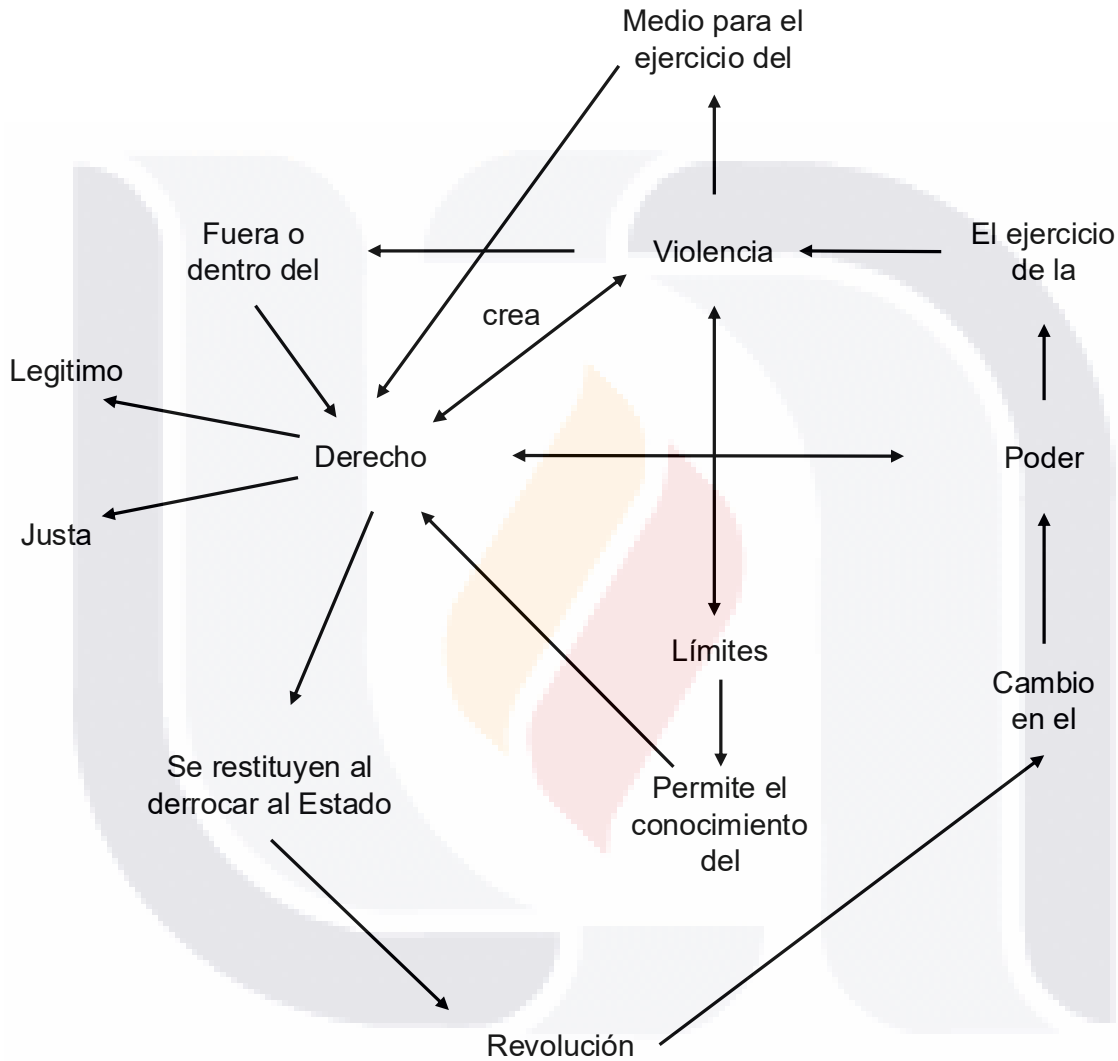 Medio para el
ejercicio del
Fuera o
dentro del
Violencia
El ejercicio
de la
crea
Legitimo
Derecho
Poder
Justa
Límites
Cambio
en el
Se restituyen al
derrocar al Estado
Permite el
conocimiento
del
Revolución